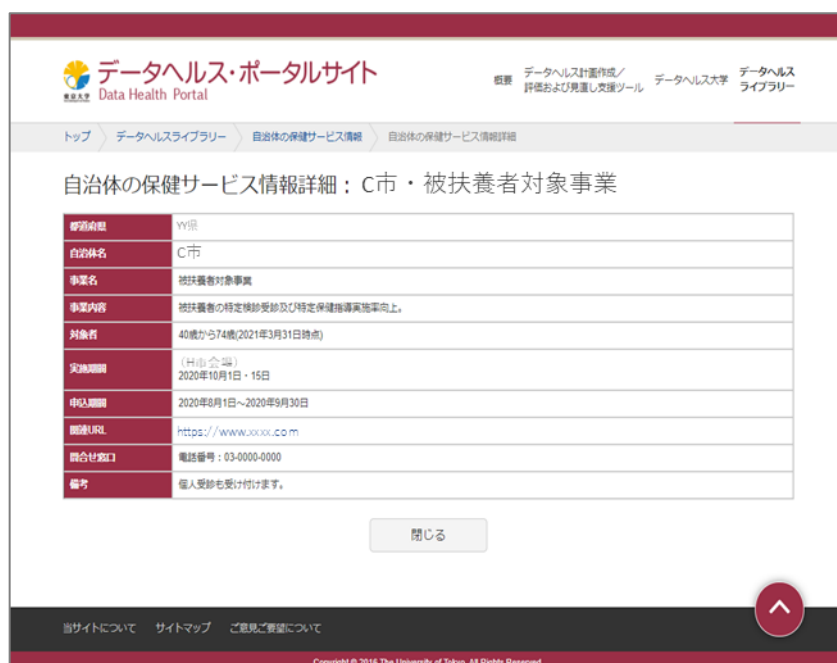 データヘルス・ポータルサイト
東京大学 Data Health Portal
概要 データヘルス計画作成／評価および見直し支援ツール データヘルス大学 データヘルスライブラリー
トップ データヘルスライブラリー 自治体の保健サービス情報 自治体の保健サービス情報詳細
自治体の保健サービス情報詳細： C市・被扶養者対象事業
都道府県 YY県
自治体名 C市
事業名 被扶養者対象事業
事業内容 被扶養者の特定検診受診及び特定保健指導実施率向上。
対象者 40歳から74歳(2021年3月31日時点)
実施期間 （H市会場）
2020年10月1日・15日
申込期間 2020年8月1日～2020年9月30日
関連URL https://www.xxxx.com
問合せ窓口 電話番号：03-0000-0000
備考 個人受診も受け付けます。
閉じる
当サイトについて サイトマップ ご意見ご要望について
Copyright © 2016 The University of Tokyo. All Rights Reserved.